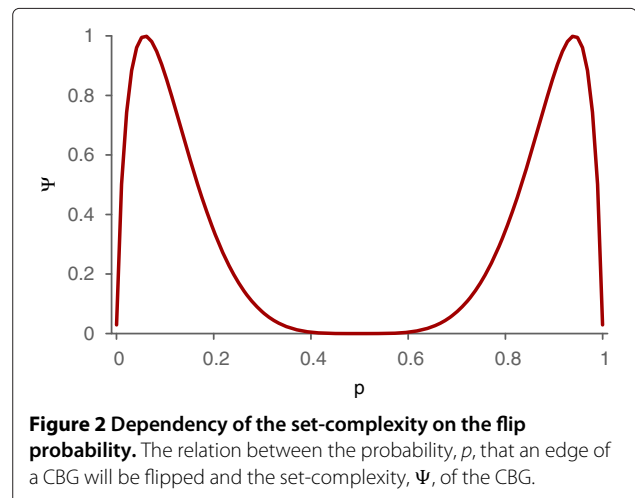 1
0.8
0.6
Ψ
0.4
0.2
0
0 0.2 0.4 0.6 0.8 1
p
Figure 2 Dependency of the set-complexity on the flip
probability. The relation between the probability, p, that an edge of
a CBG will be flipped and the set-complexity, Ψ, of the CBG.